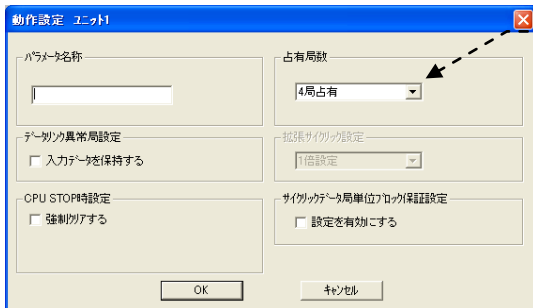 動作設定 ユニット1
パラメータ名称
占有局数
4局占有
データリンク異常局設定
入力データを保持する
拡張サイクリック設定
1倍設定
CPU STOP時設定
強制クリアする
サイクリックデータ局単位ブロック保証設定
設定を有効にする
OK
キャンセル